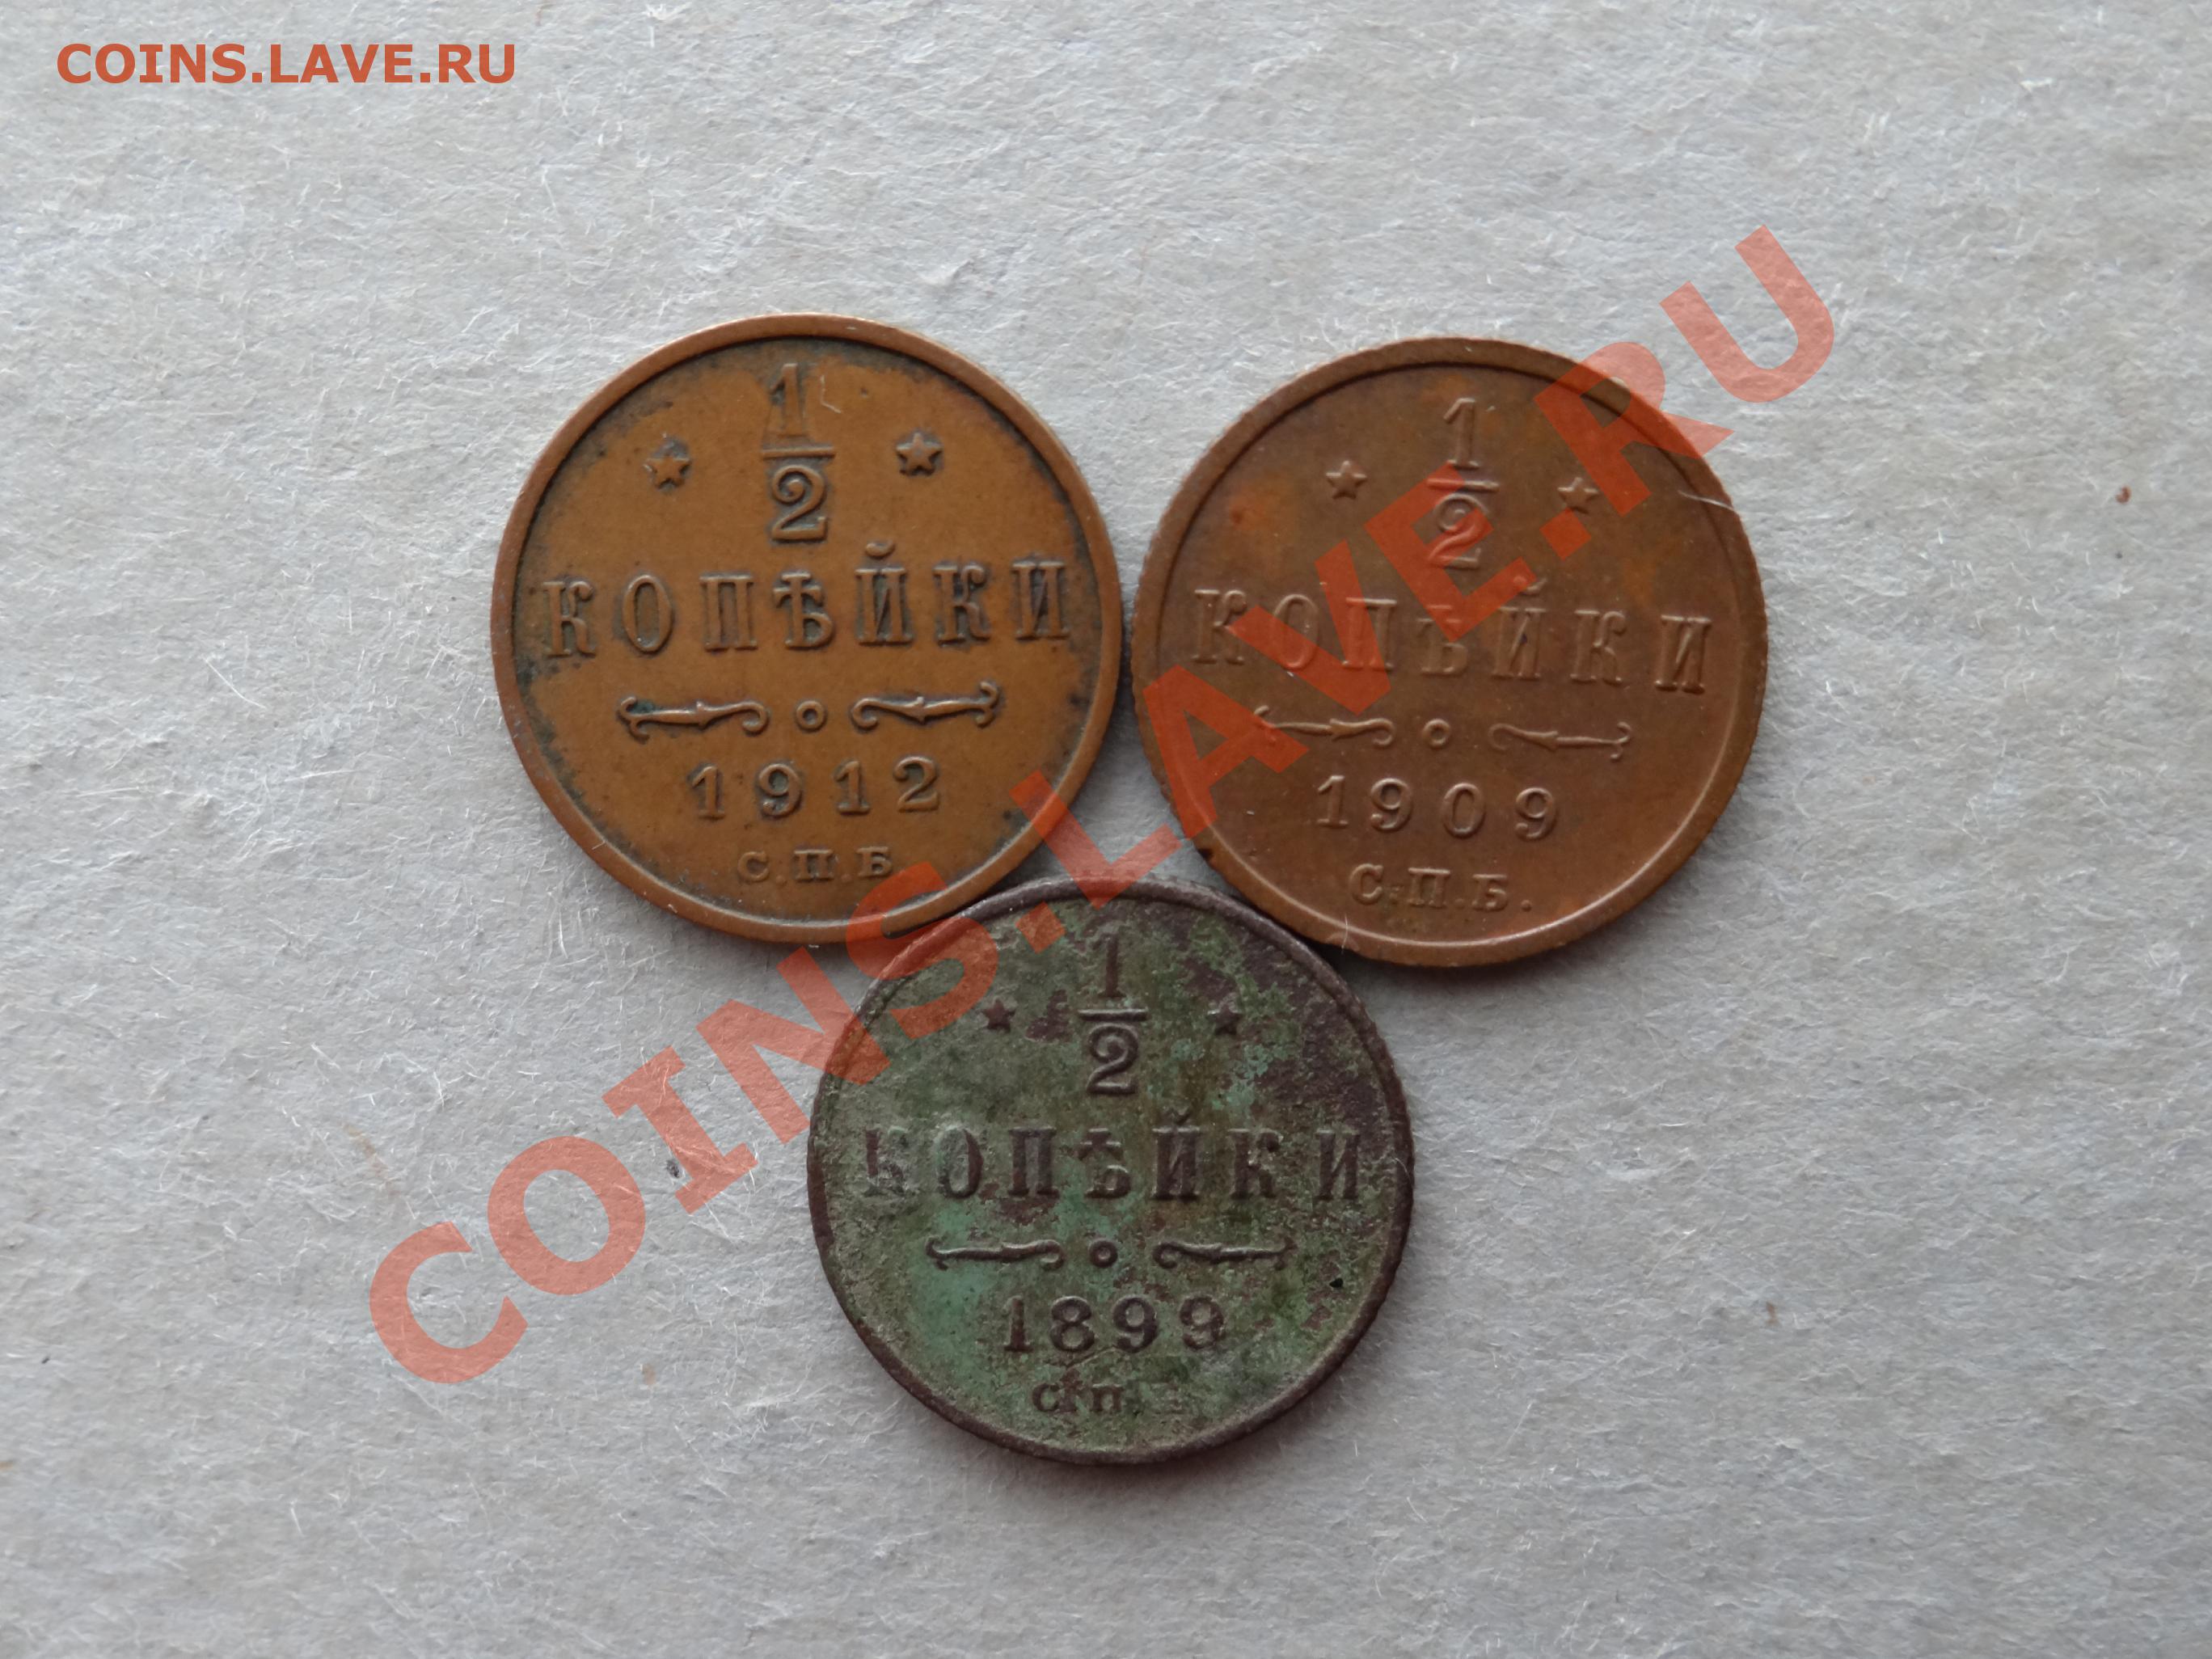 COINS.LAVE.RU
1/2
КОПѢЙКИ
1912
С.П.Б
1/2
КОПѢЙКИ
1909
С.П.Б.
1/2
КОПѢЙКИ
1899
COINS.LAVE.RU